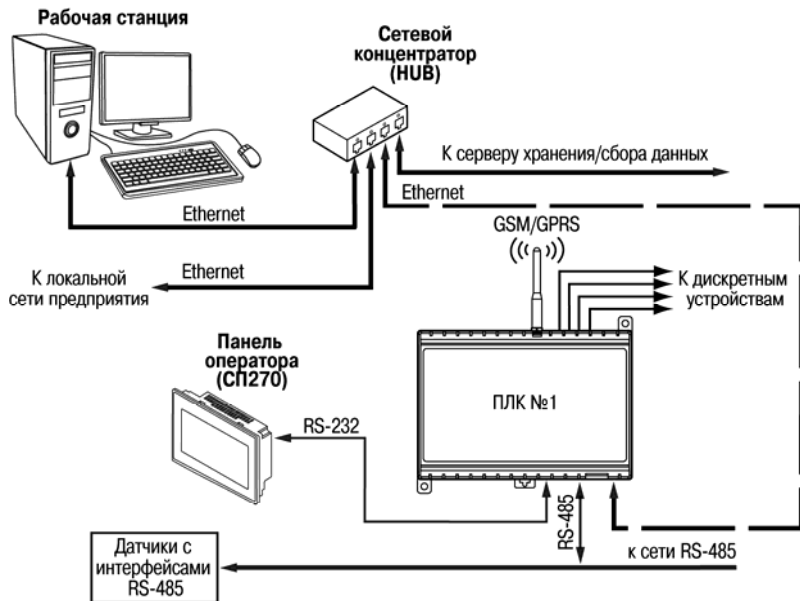 Рабочая станция
Сетевой
концентратор
(HUB)
К серверу хранения/сбора данных
Ethernet
Ethernet
GSM/GPRS
Ethernet
К локальной
сети предприятия
К дискретным
устройствам
Панель
оператора
(СП270)
ПЛК №1
RS-232
RS-485
к сети RS-485
Датчики с
интерфейсами
RS-485